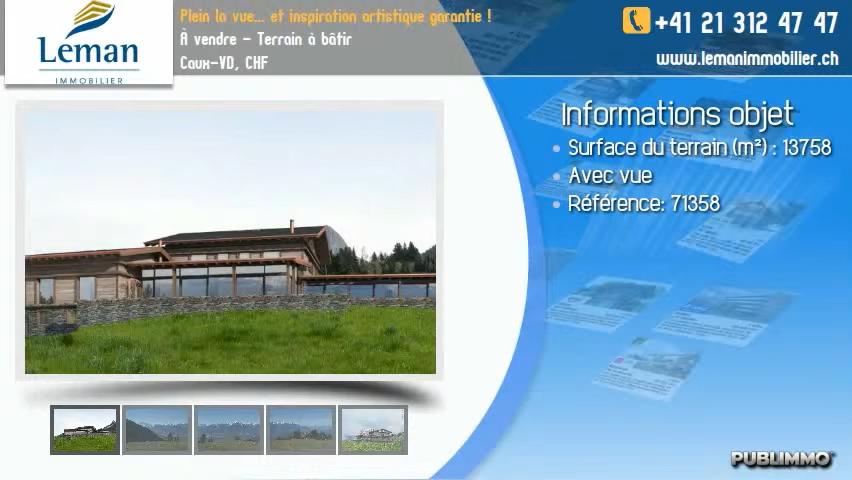 Leman
IMMOBILIER
Plein la vue... et inspiration artistique garantie !
À vendre - Terrain à bâtir
Caux-VD, CHF
+41 21 312 47 47
www.lemanimmobilier.ch
Informations objet
Surface du terrain (m²) : 13758
Avec vue
Référence: 71358
PUBLIMMO